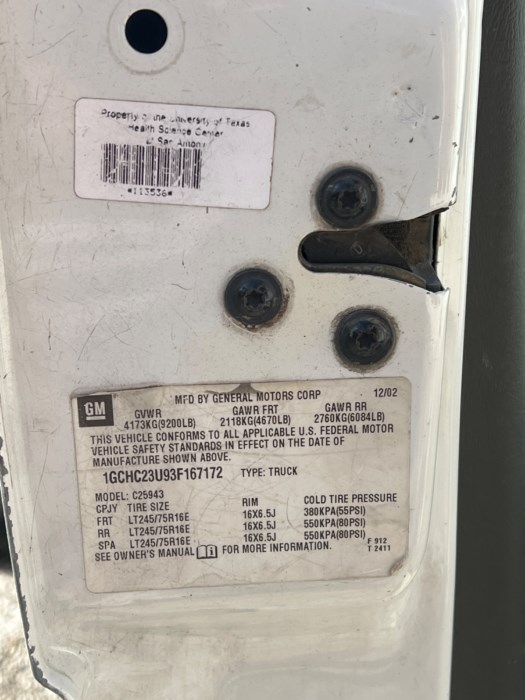 Property of the University of Texas
Health Science Center
San Antonio
*113536*
GM
MFD BY GENERAL MOTORS CORP 12/02
GVWR GAWR FRT GAWR RR
4173KG(9200LB) 2118KG(4670LB) 2760KG(6084LB)
THIS VEHICLE CONFORMS TO ALL APPLICABLE U.S. FEDERAL MOTOR
VEHICLE SAFETY STANDARDS IN EFFECT ON THE DATE OF
MANUFACTURE SHOWN ABOVE.
1GCHC23U93F167172 TYPE: TRUCK
MODEL: C25943
GPJY TIRE SIZE RIM COLD TIRE PRESSURE
FRT LT245/75R16E 16X6.5J 380KPA(55PSI)
RR LT245/75R16E 16X6.5J 550KPA(80PSI)
SPA LT245/75R16E 16X6.5J 550KPA(80PSI)
SEE OWNER'S MANUAL FOR MORE INFORMATION.
F 912
T 2411